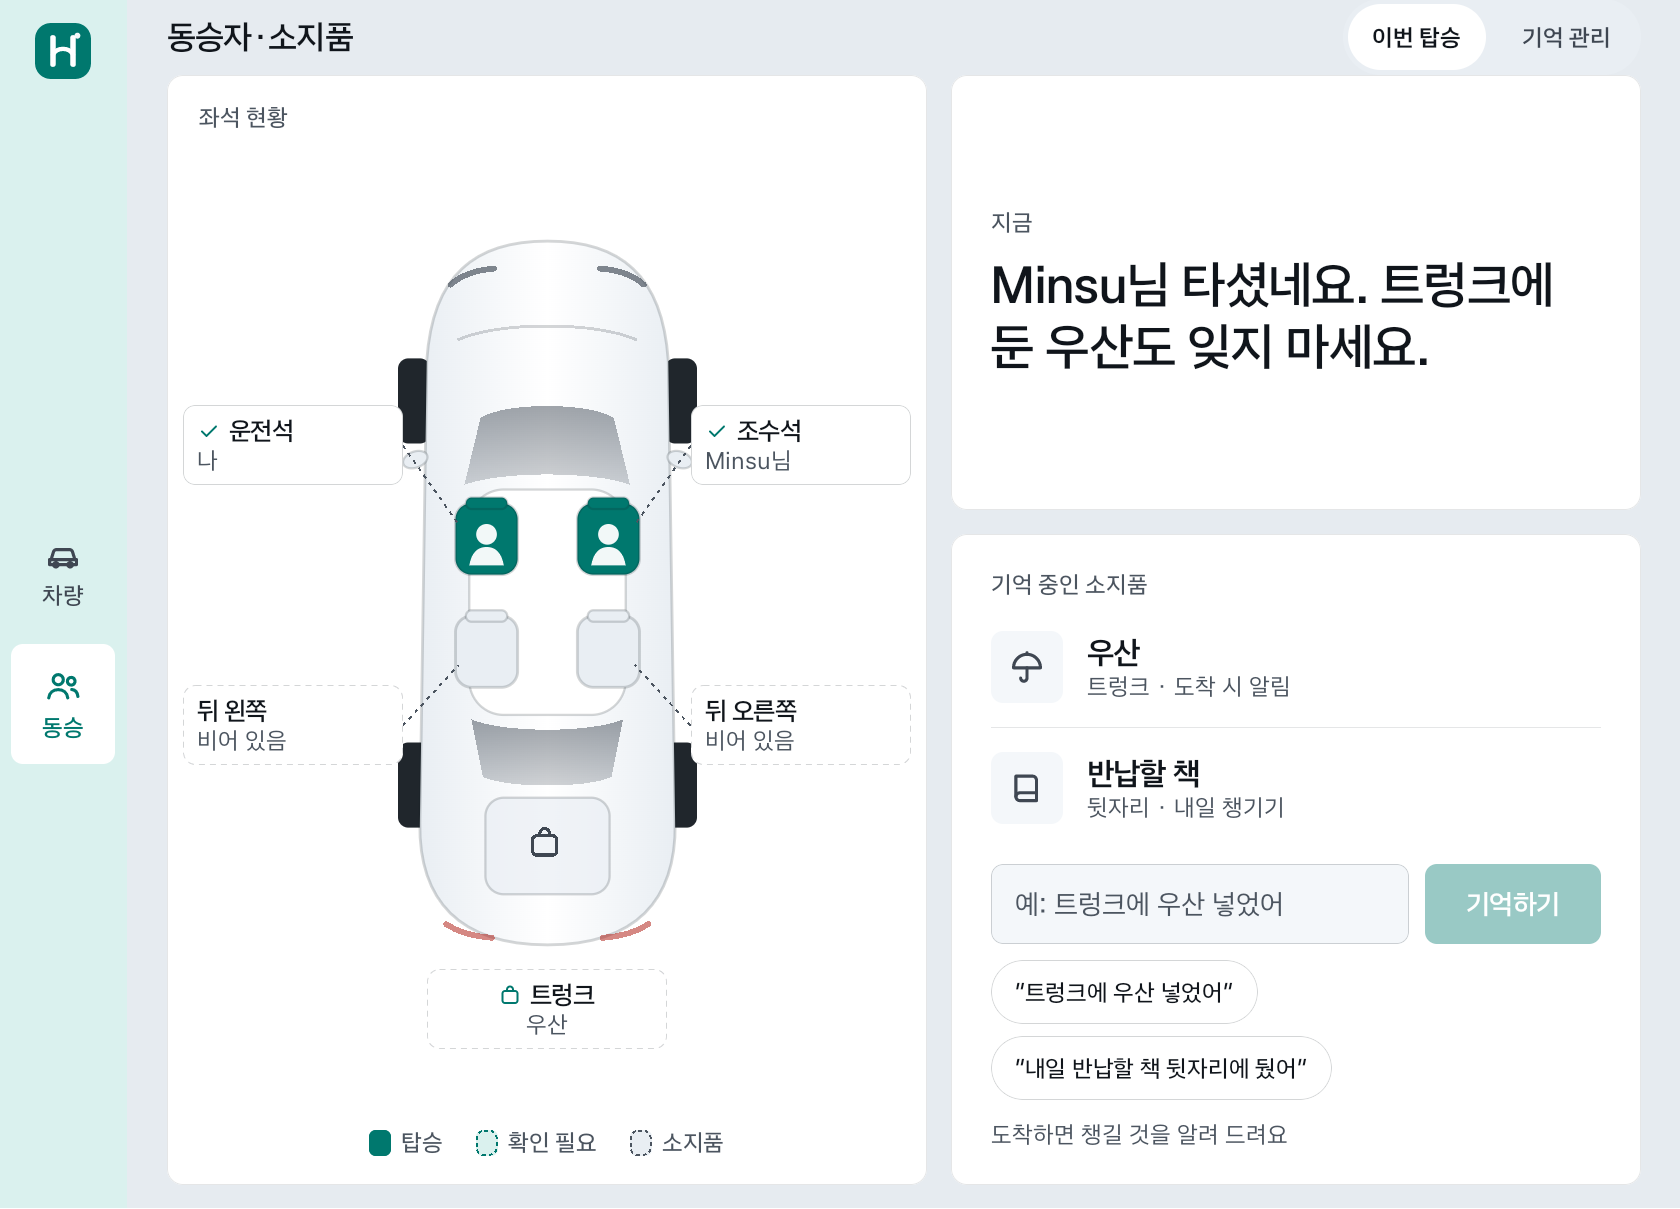 동승자 · 소지품
이번 탑승
기억 관리
좌석 현황
운전석
나
조수석
Minsu님
뒤 왼쪽
비어 있음
뒤 오른쪽
비어 있음
트렁크
우산
탑승
확인 필요
소지품
차량
동승
지금
Minsu님 타셨네요. 트렁크에
둔 우산도 잊지 마세요.
기억 중인 소지품
우산
트렁크 · 도착 시 알림
반납할 책
뒷자리 · 내일 챙기기
예: 트렁크에 우산 넣었어
기억하기
"트렁크에 우산 넣었어"
"내일 반납할 책 뒷자리에 뒀어"
도착하면 챙길 것을 알려 드려요